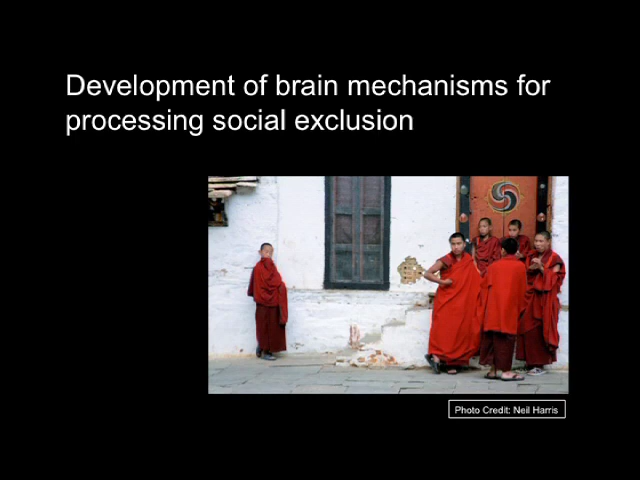 Development of brain mechanisms for
processing social exclusion
Photo Credit: Neil Harris